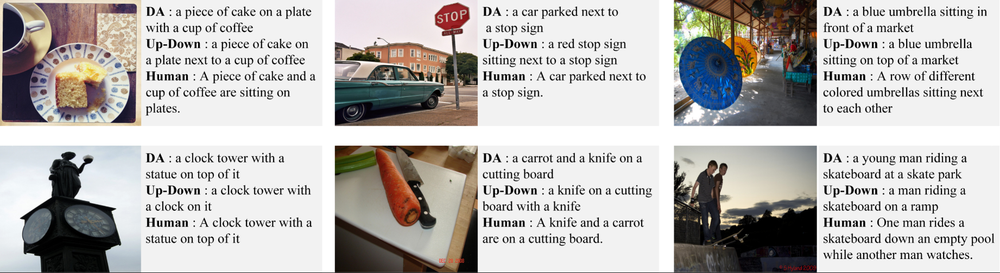 DA : a piece of cake on a plate
with a cup of coffee
Up-Down : a piece of cake on
a plate next to a cup of coffee
Human : A piece of cake and a
cup of coffee are sitting on
plates.
STOP
ALL WAY
DA : a car parked next to
a stop sign
Up-Down : a red stop sign
sitting next to a stop sign
Human : A car parked next to
a stop sign.
DA : a blue umbrella sitting in
front of a market
Up-Down : a blue umbrella
sitting on top of a market
Human : A row of different
colored umbrellas sitting next
to each other
DA : a clock tower with a
statue on top of it
Up-Down : a clock tower with
a clock on it
Human : A clock tower with a
statue on top of it
DEC 26 2008
DA : a carrot and a knife on a
cutting board
Up-Down : a knife on a cutting
board with a knife
Human : A knife and a carrot
are on a cutting board.
© S Hyland 2009
DA : a young man riding a
skateboard at a skate park
Up-Down : a man riding a
skateboard on a ramp
Human : One man rides a
skateboard down an empty pool
while another man watches.